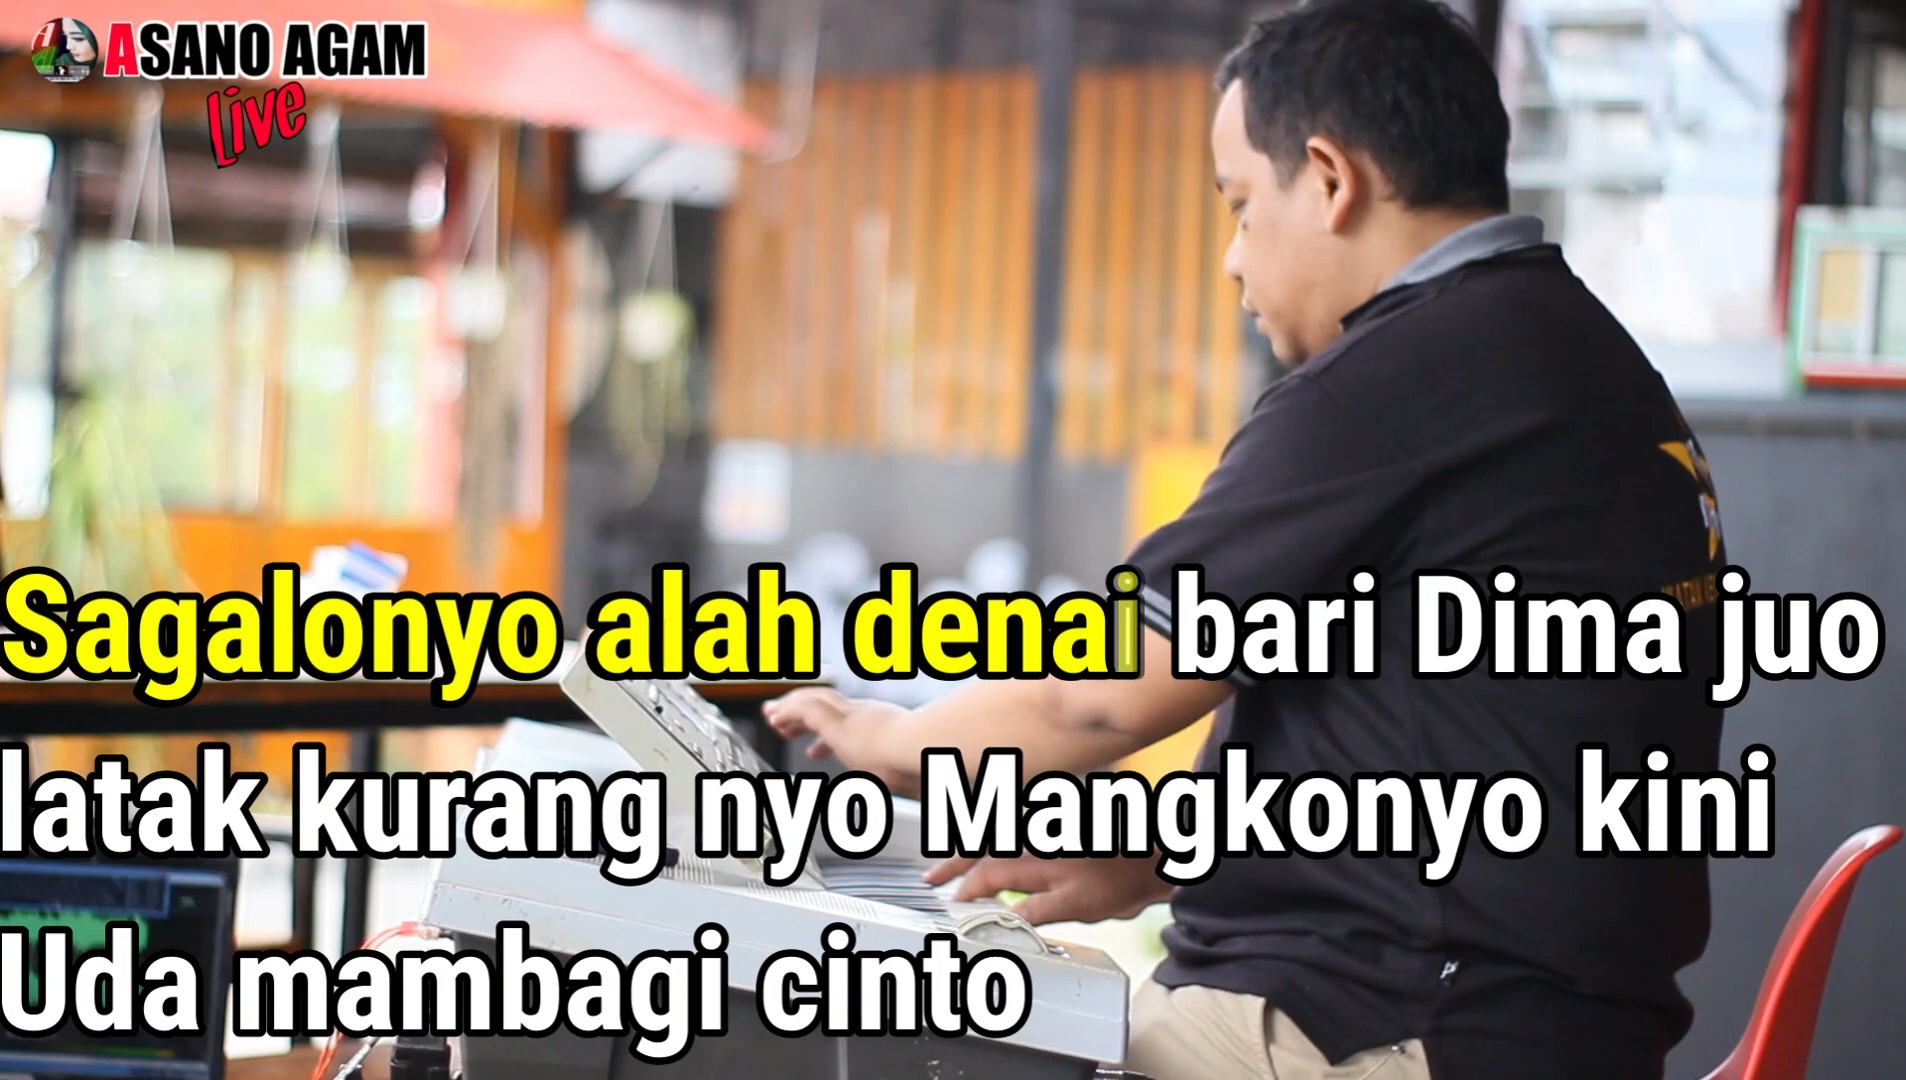 ASANO AGAM
Live
Sagalonyo alah denai bari Dima juo
latak kurang nyo Mangkonyo kini
Uda mambagi cinto